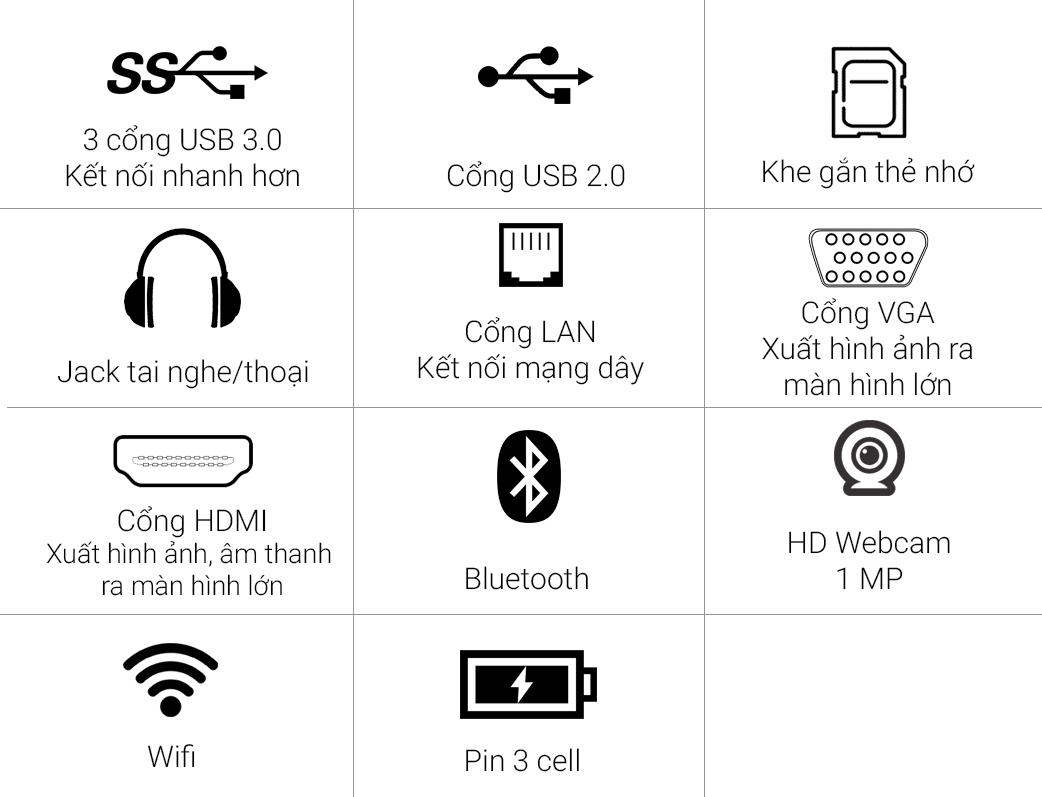 SS
3 cổng USB 3.0
Kết nối nhanh hơn
Cổng USB 2.0
Khe gắn thẻ nhớ
Jack tai nghe/thoại
Cổng LAN
Kết nối mạng dây
Cổng VGA
Xuất hình ảnh ra
màn hình lớn
Cổng HDMI
Xuất hình ảnh, âm thanh
ra màn hình lớn
Bluetooth
HD Webcam
1 MP
Wifi
Pin 3 cell